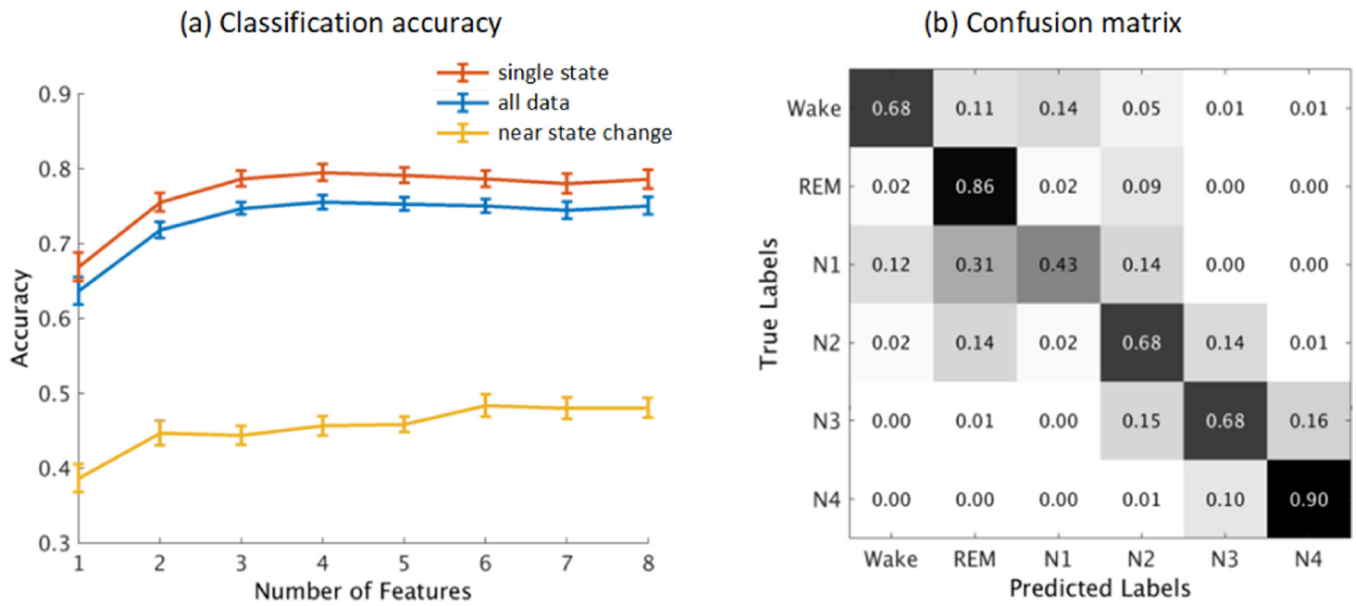 (a) Classification accuracy
single state
all data
near state change
0.9
0.8
0.7
0.6
0.5
0.4
0.3
Accuracy
1 2 3 4 5 6 7 8
Number of Features
(b) Confusion matrix
True Labels
Wake 0.68 0.11 0.14 0.05 0.01 0.01
REM 0.02 0.86 0.02 0.09 0.00 0.00
N1 0.12 0.31 0.43 0.14 0.00 0.00
N2 0.02 0.14 0.02 0.68 0.14 0.01
N3 0.00 0.01 0.00 0.15 0.68 0.16
N4 0.00 0.00 0.00 0.01 0.10 0.90
Wake REM N1 N2 N3 N4
Predicted Labels